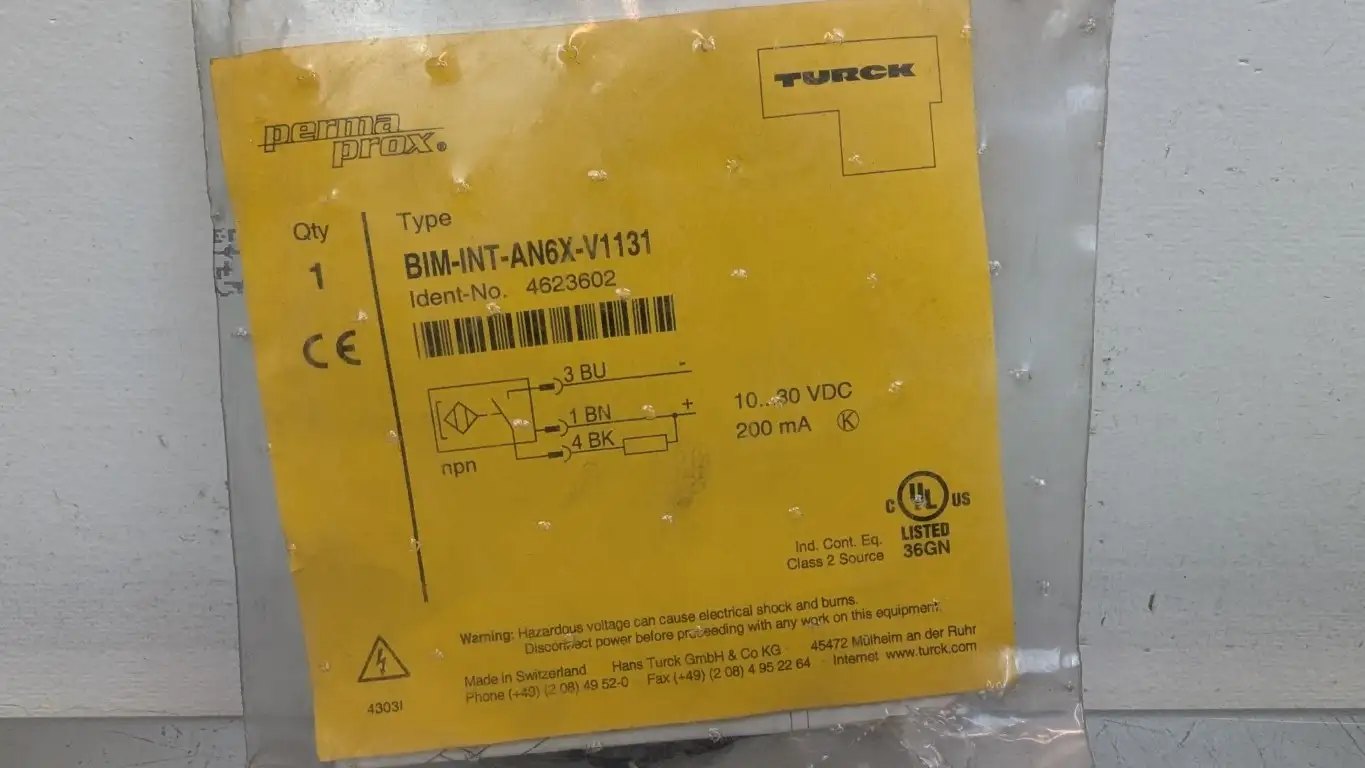 perma
prox®
TURCK
Qty
1
Type
BIM-INT-AN6X-V1131
Ident-No. 4623602
CE
3 BU -
1 BN +
4 BK
npn
10...30 VDC
200 mA K
C UL US
LISTED
36GN
Ind. Cont. Eq.
Class 2 Source
Warning: Hazardous voltage can cause electrical shock and burns.
Disconnect power before proceeding with any work on this equipment.
Made in Switzerland Hans Turck GmbH & Co KG · 45472 Mülheim an der Ruhr
Phone (+49) (2 08) 49 52-0 Fax (+49) (2 08) 4 95 22 64 · Internet www.turck.com
4303I